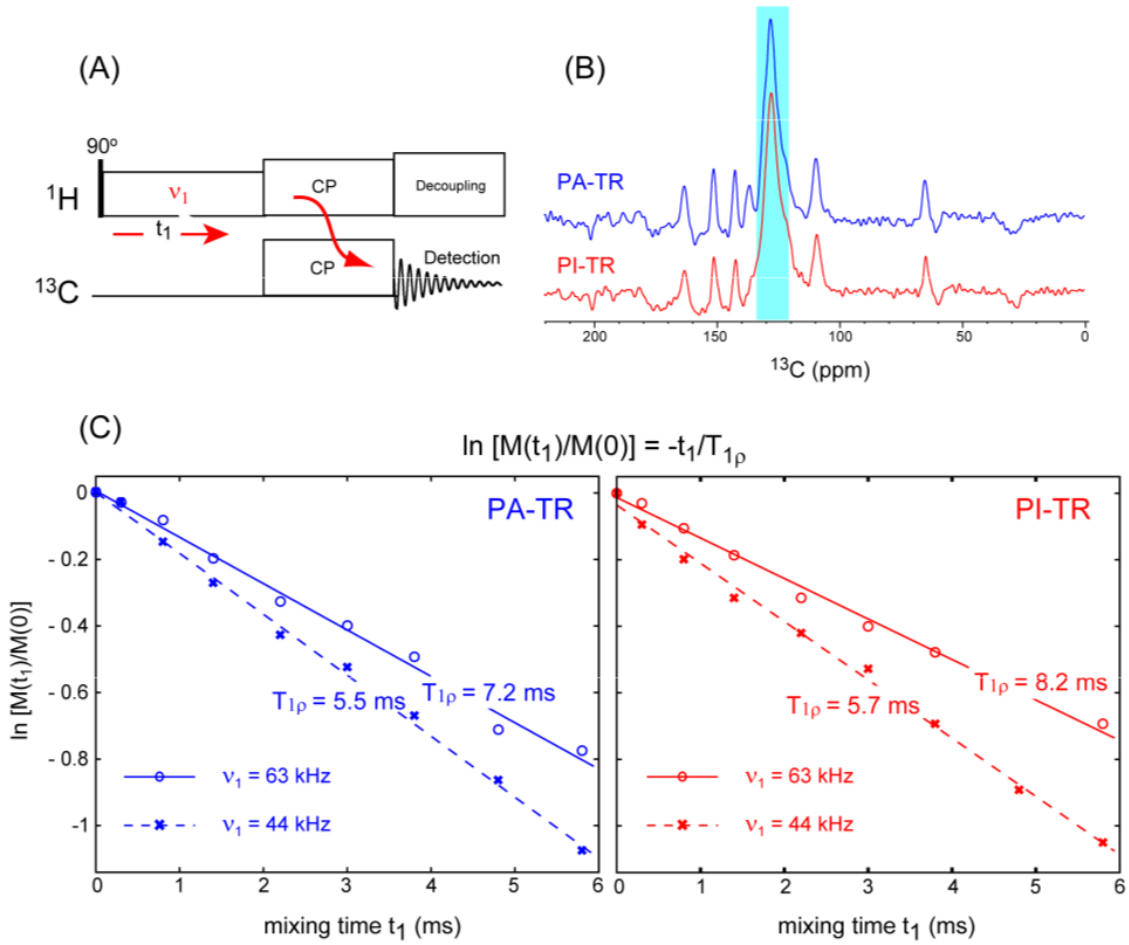 (A)
90°
¹H
ν₁
t₁
CP
Decoupling
¹³C
CP
Detection
(B)
PA-TR
PI-TR
200
150
100
50
0
¹³C (ppm)
(C)
ln [M(t₁)/M(0)] = -t₁/T₁ρ
ln [M(t₁)/M(0)]
0
- 0.2
- 0.4
- 0.6
- 0.8
-1
PA-TR
T₁ρ = 7.2 ms
T₁ρ = 5.5 ms
ν₁ = 63 kHz
ν₁ = 44 kHz
0 1 2 3 4 5 6
mixing time t₁ (ms)
PI-TR
T₁ρ = 8.2 ms
T₁ρ = 5.7 ms
ν₁ = 63 kHz
ν₁ = 44 kHz
0 1 2 3 4 5 6
mixing time t₁ (ms)